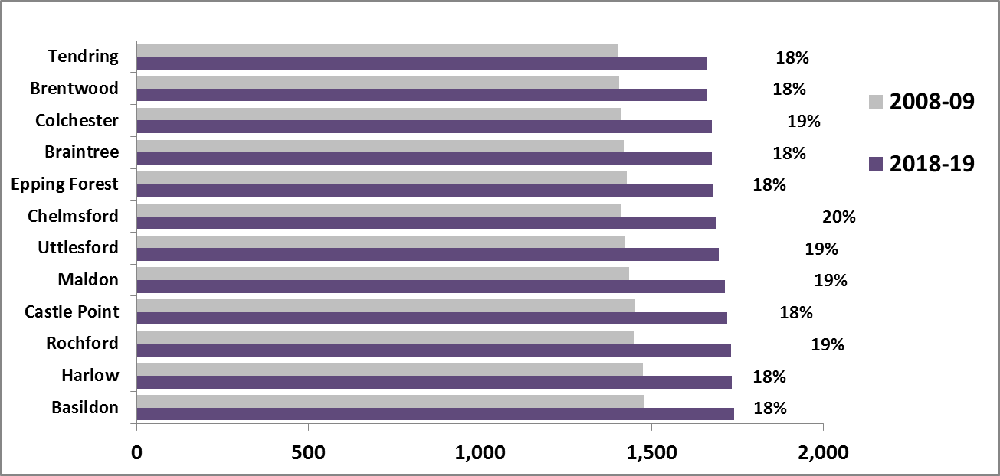 Tendring 18%
Brentwood 18%
Colchester 19%
Braintree 18%
Epping Forest 18%
Chelmsford 20%
Uttlesford 19%
Maldon 19%
Castle Point 18%
Rochford 19%
Harlow 18%
Basildon 18%
0 500 1,000 1,500 2,000
2008-09
2018-19